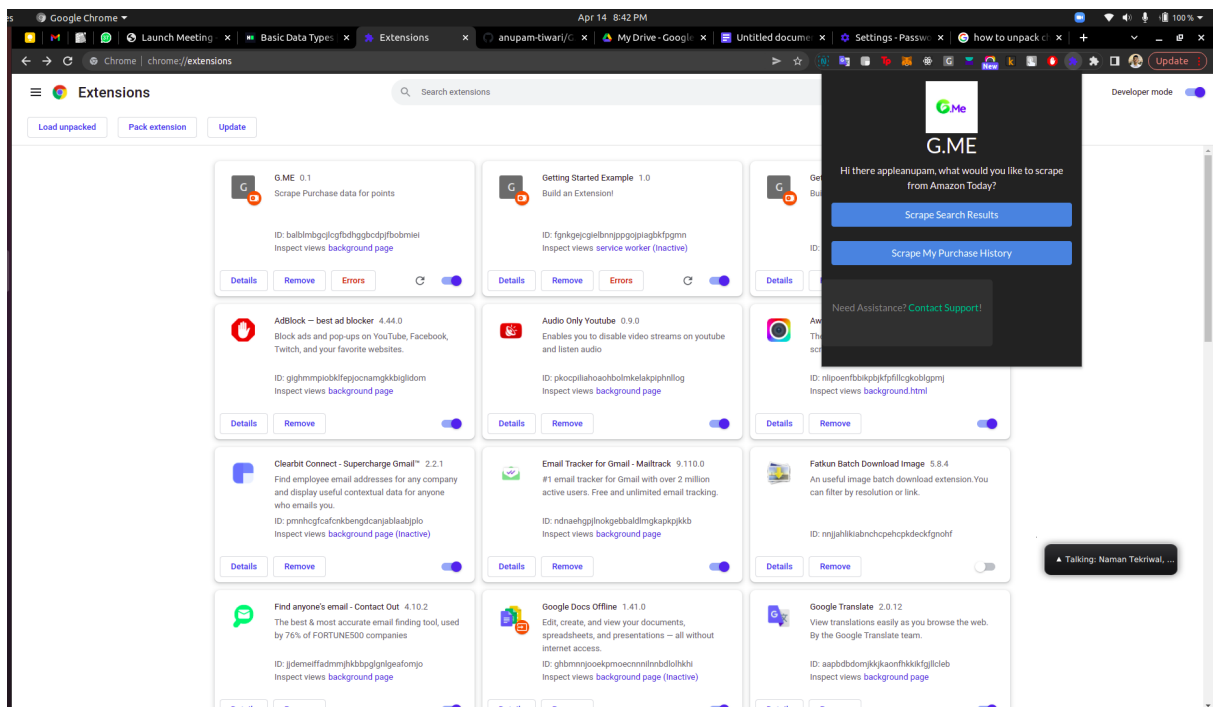 es Google Chrome ▾ Apr 14 8:42 PM 100 % ▾
Launch Meeting - × Basic Data Types × Extensions × anupam-tiwari/G × My Drive - Google × Untitled docume × Settings - Passwo × how to unpack ch × +
Chrome | chrome://extensions New Update
Extensions
Search extensions
Developer mode
Load unpacked Pack extension Update
G.Me
G.ME
Hi there appleanupam, what would you like to scrape
from Amazon Today?
Scrape Search Results
Scrape My Purchase History
Need Assistance? Contact Support!
G
G.ME 0.1
Scrape Purchase data for points
ID: balblmbgcjlcgfbdhggbcdpjfbobmiei
Inspect views background page
Details Remove Errors
G
Getting Started Example 1.0
Build an Extension!
ID: fgnkgejcgielbnnjppgojpiagbkfpgmn
Inspect views service worker (Inactive)
Details Remove Errors
G
Ge
Bui
ID:
Details
AdBlock — best ad blocker 4.44.0
Block ads and pop-ups on YouTube, Facebook,
Twitch, and your favorite websites.
ID: gighmmpiobklfepjocnamgkkbiglidom
Inspect views background page
Details Remove
Audio Only Youtube 0.9.0
Enables you to disable video streams on youtube
and listen audio
ID: pkocpiliahoaohbolmkelakpiphnllog
Inspect views background page
Details Remove
Aw
The
scr
ID: nlipoenfbbikpbjkfpfillcgkoblgpmj
Inspect views background.html
Details Remove
Clearbit Connect - Supercharge Gmail™ 2.2.1
Find employee email addresses for any company
and display useful contextual data for anyone
who emails you.
ID: pmnhcgfcafcnkbengdcanjablaabjplo
Inspect views background page (Inactive)
Details Remove
Email Tracker for Gmail - Mailtrack 9.110.0
#1 email tracker for Gmail with over 2 million
active users. Free and unlimited email tracking.
ID: ndnaehgpjlnokgebbaldlmgkapkpjkkb
Inspect views background page
Details Remove
Fatkun Batch Download Image 5.8.4
An useful image batch download extension.You
can filter by resolution or link.
ID: nnjjahlikiabnchcpehcpkdeckfgnohf
Details Remove
▲ Talking: Naman Tekriwal, ...
Find anyone's email - Contact Out 4.10.2
The best & most accurate email finding tool, used
by 76% of FORTUNE500 companies
ID: jjdemeiffadmmjhkbbpglgnlgeafomjo
Inspect views background page
Google Docs Offline 1.41.0
Edit, create, and view your documents,
spreadsheets, and presentations — all without
internet access.
ID: ghbmnnjooekpmoecnnnilnnbdlolhkhi
Inspect views background page (Inactive)
Google Translate 2.0.12
View translations easily as you browse the web.
By the Google Translate team.
ID: aapbdbdomjkkjkaonfhkkikfgjllcleb
Inspect views background page